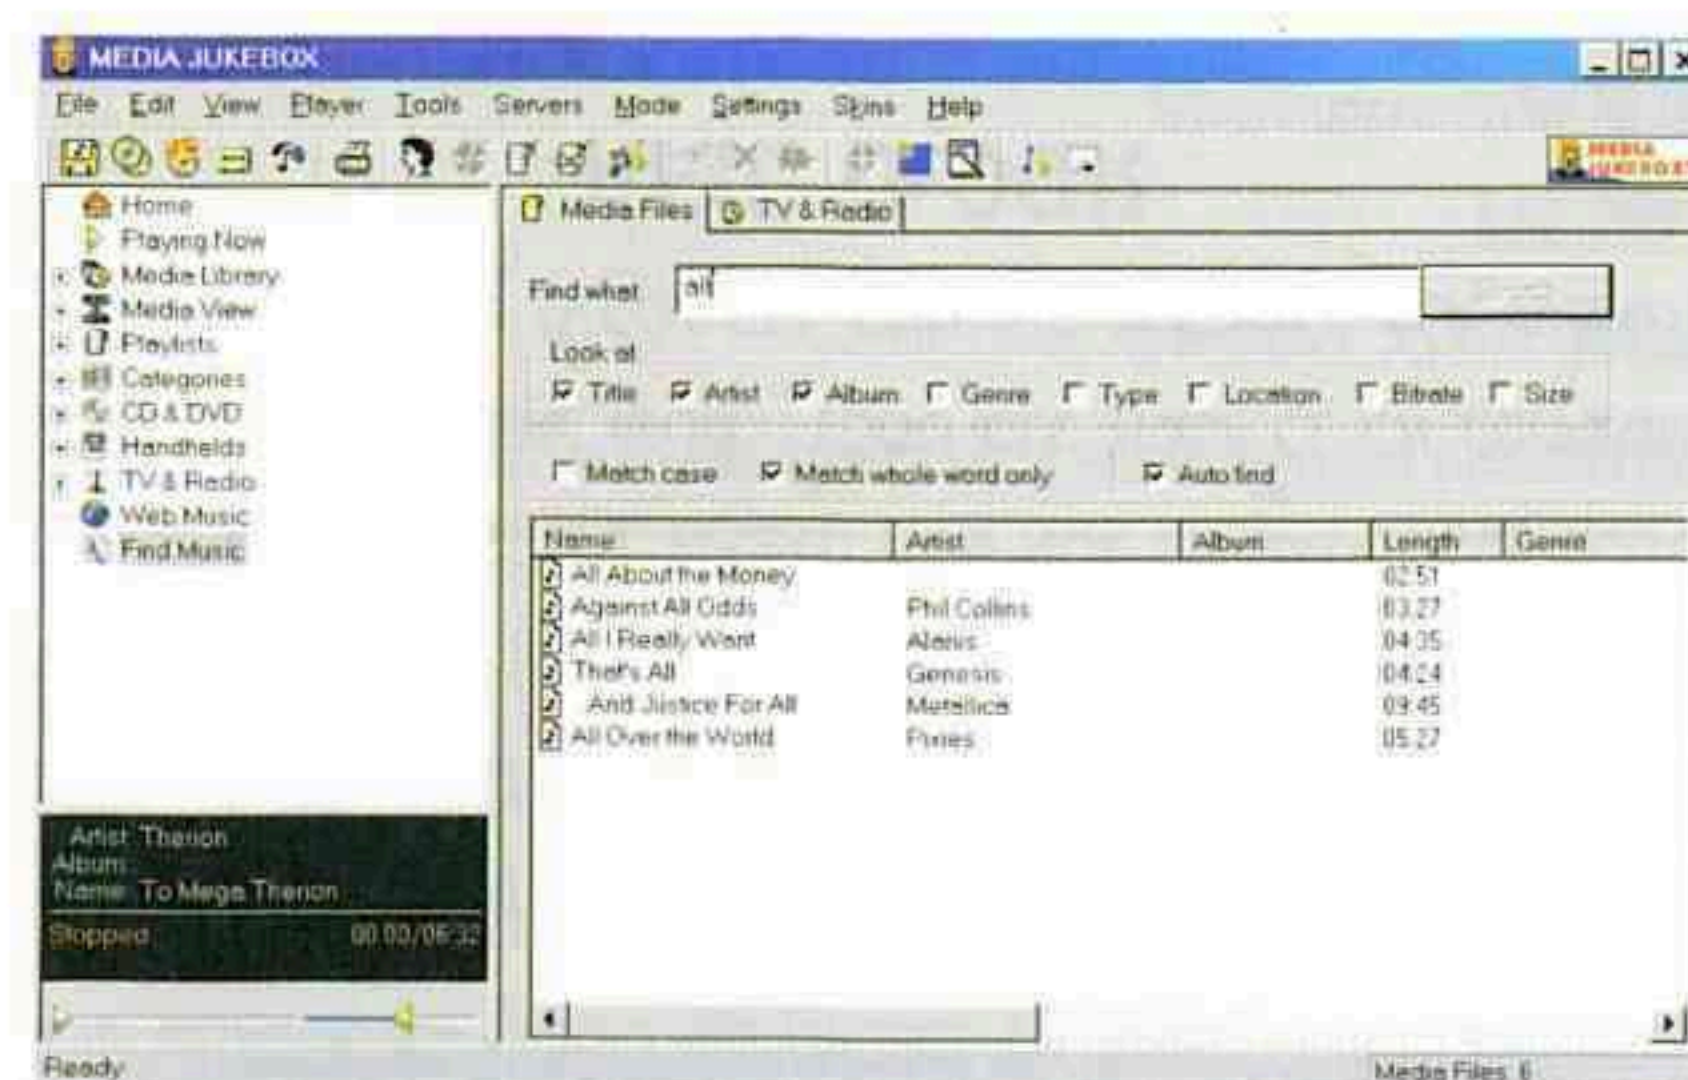 MEDIA JUKEBOX
File Edit View Player Tools Servers Mode Settings Skins Help
MEDIA JUKEBOX
Home
Playing Now
Media Library
Media View
Playlists
Categories
CD & DVD
Handhelds
TV & Radio
Web Music
Find Music
Media Files TV & Radio
Find what all
Look at
Title Artist Album Genre Type Location Bitrate Size
Match case Match whole word only Auto find
Name Artist Album Length Genre
All About the Money 02:51
Against All Odds Phil Collins 03:27
All I Really Want Alanis 04:35
That's All Genesis 04:24
And Justice For All Metallica 09:45
All Over the World Pixies 05:27
Artist: Therion
Album:
Name: To Mega Therion
Stopped 00:00/06:32
Ready
Media Files: 6